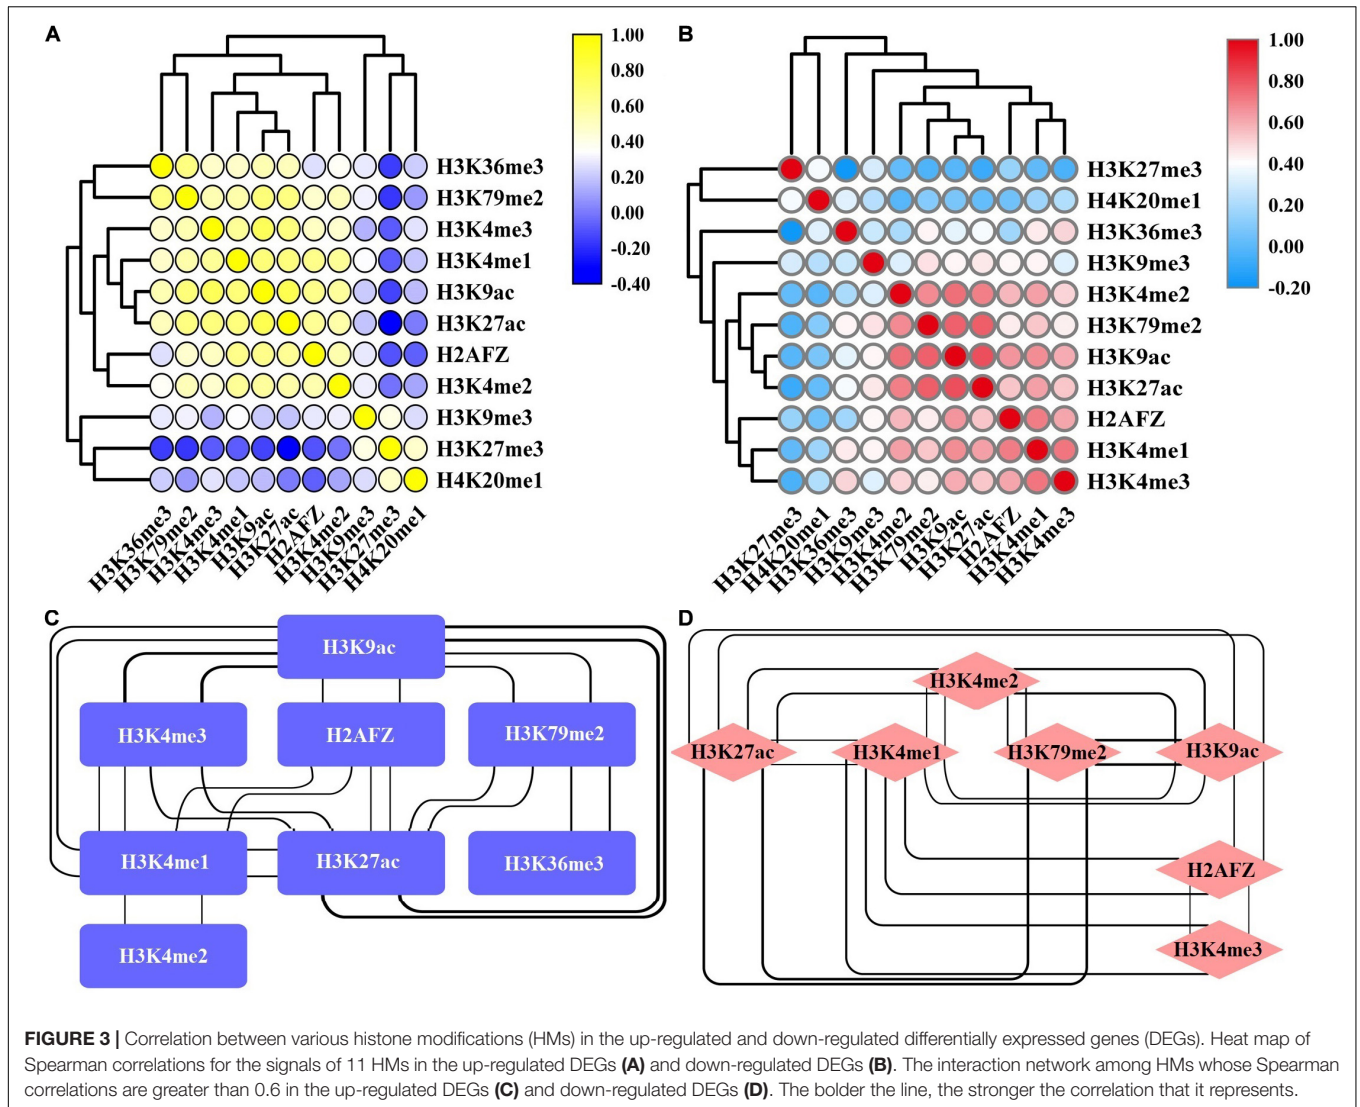 A
1.00
0.80
0.60
0.40
0.20
0.00
-0.20
-0.40
H3K36me3
H3K79me2
H3K4me3
H3K4me1
H3K9ac
H3K27ac
H2AFZ
H3K4me2
H3K9me3
H3K27me3
H4K20me1
H3K36me3
H3K79me2
H3K4me3
H3K4me1
H3K9ac
H3K27ac
H2AFZ
H3K4me2
H3K9me3
H3K27me3
H4K20me1
B
1.00
0.80
0.60
0.40
0.20
0.00
-0.20
H3K27me3
H4K20me1
H3K36me3
H3K9me3
H3K4me2
H3K79me2
H3K9ac
H3K27ac
H2AFZ
H3K4me1
H3K4me3
H3K27me3
H4K20me1
H3K36me3
H3K9me3
H3K4me2
H3K79me2
H3K9ac
H3K27ac
H2AFZ
H3K4me1
H3K4me3
C
H3K9ac
H3K4me3
H2AFZ
H3K79me2
H3K4me1
H3K27ac
H3K36me3
H3K4me2
D
H3K4me2
H3K27ac
H3K4me1
H3K79me2
H3K9ac
H2AFZ
H3K4me3
FIGURE 3 | Correlation between various histone modifications (HMs) in the up-regulated and down-regulated differentially expressed genes (DEGs). Heat map of
Spearman correlations for the signals of 11 HMs in the up-regulated DEGs (A) and down-regulated DEGs (B). The interaction network among HMs whose Spearman
correlations are greater than 0.6 in the up-regulated DEGs (C) and down-regulated DEGs (D). The bolder the line, the stronger the correlation that it represents.